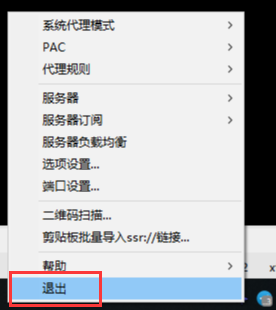 系统代理模式
PAC
代理规则
服务器
服务器订阅
服务器负载均衡
选项设置...
端口设置...
二维码扫描...
剪贴板批量导入ssr://链接...
帮助
退出
2
x